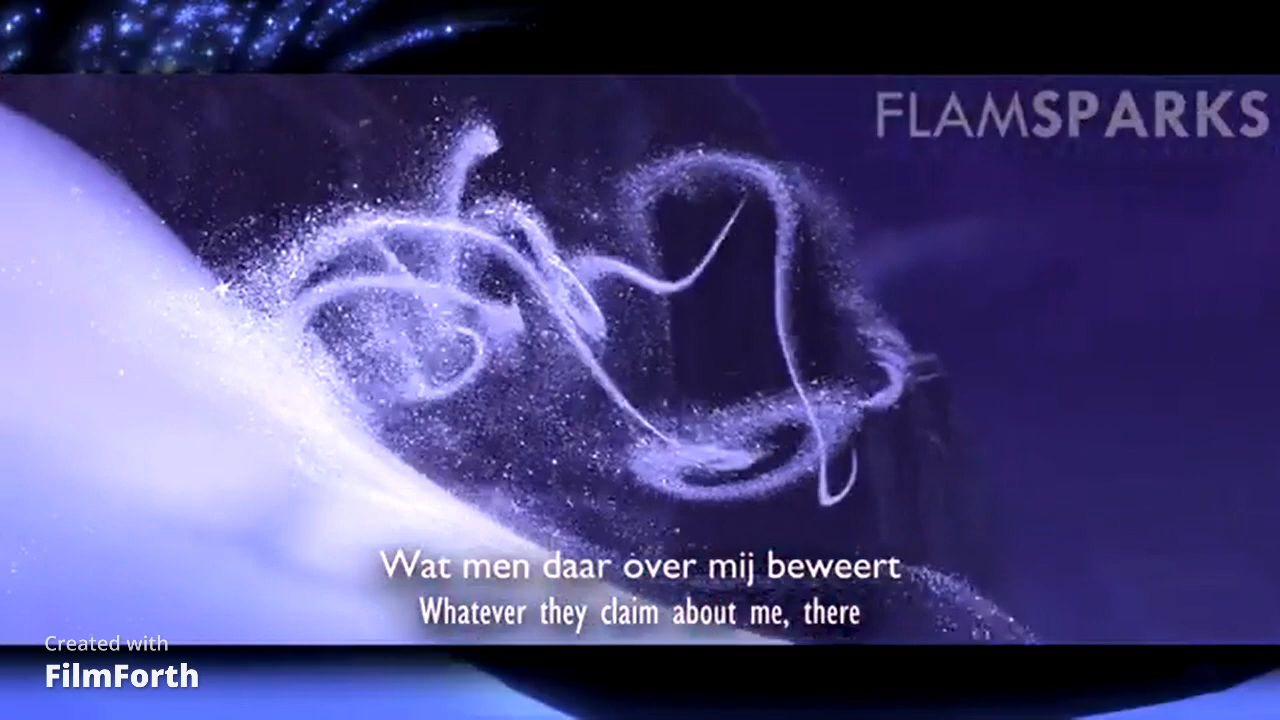 FLAMSPARKS
Wat men daar over mij beweert
Whatever they claim about me, there
Created with
FilmForth